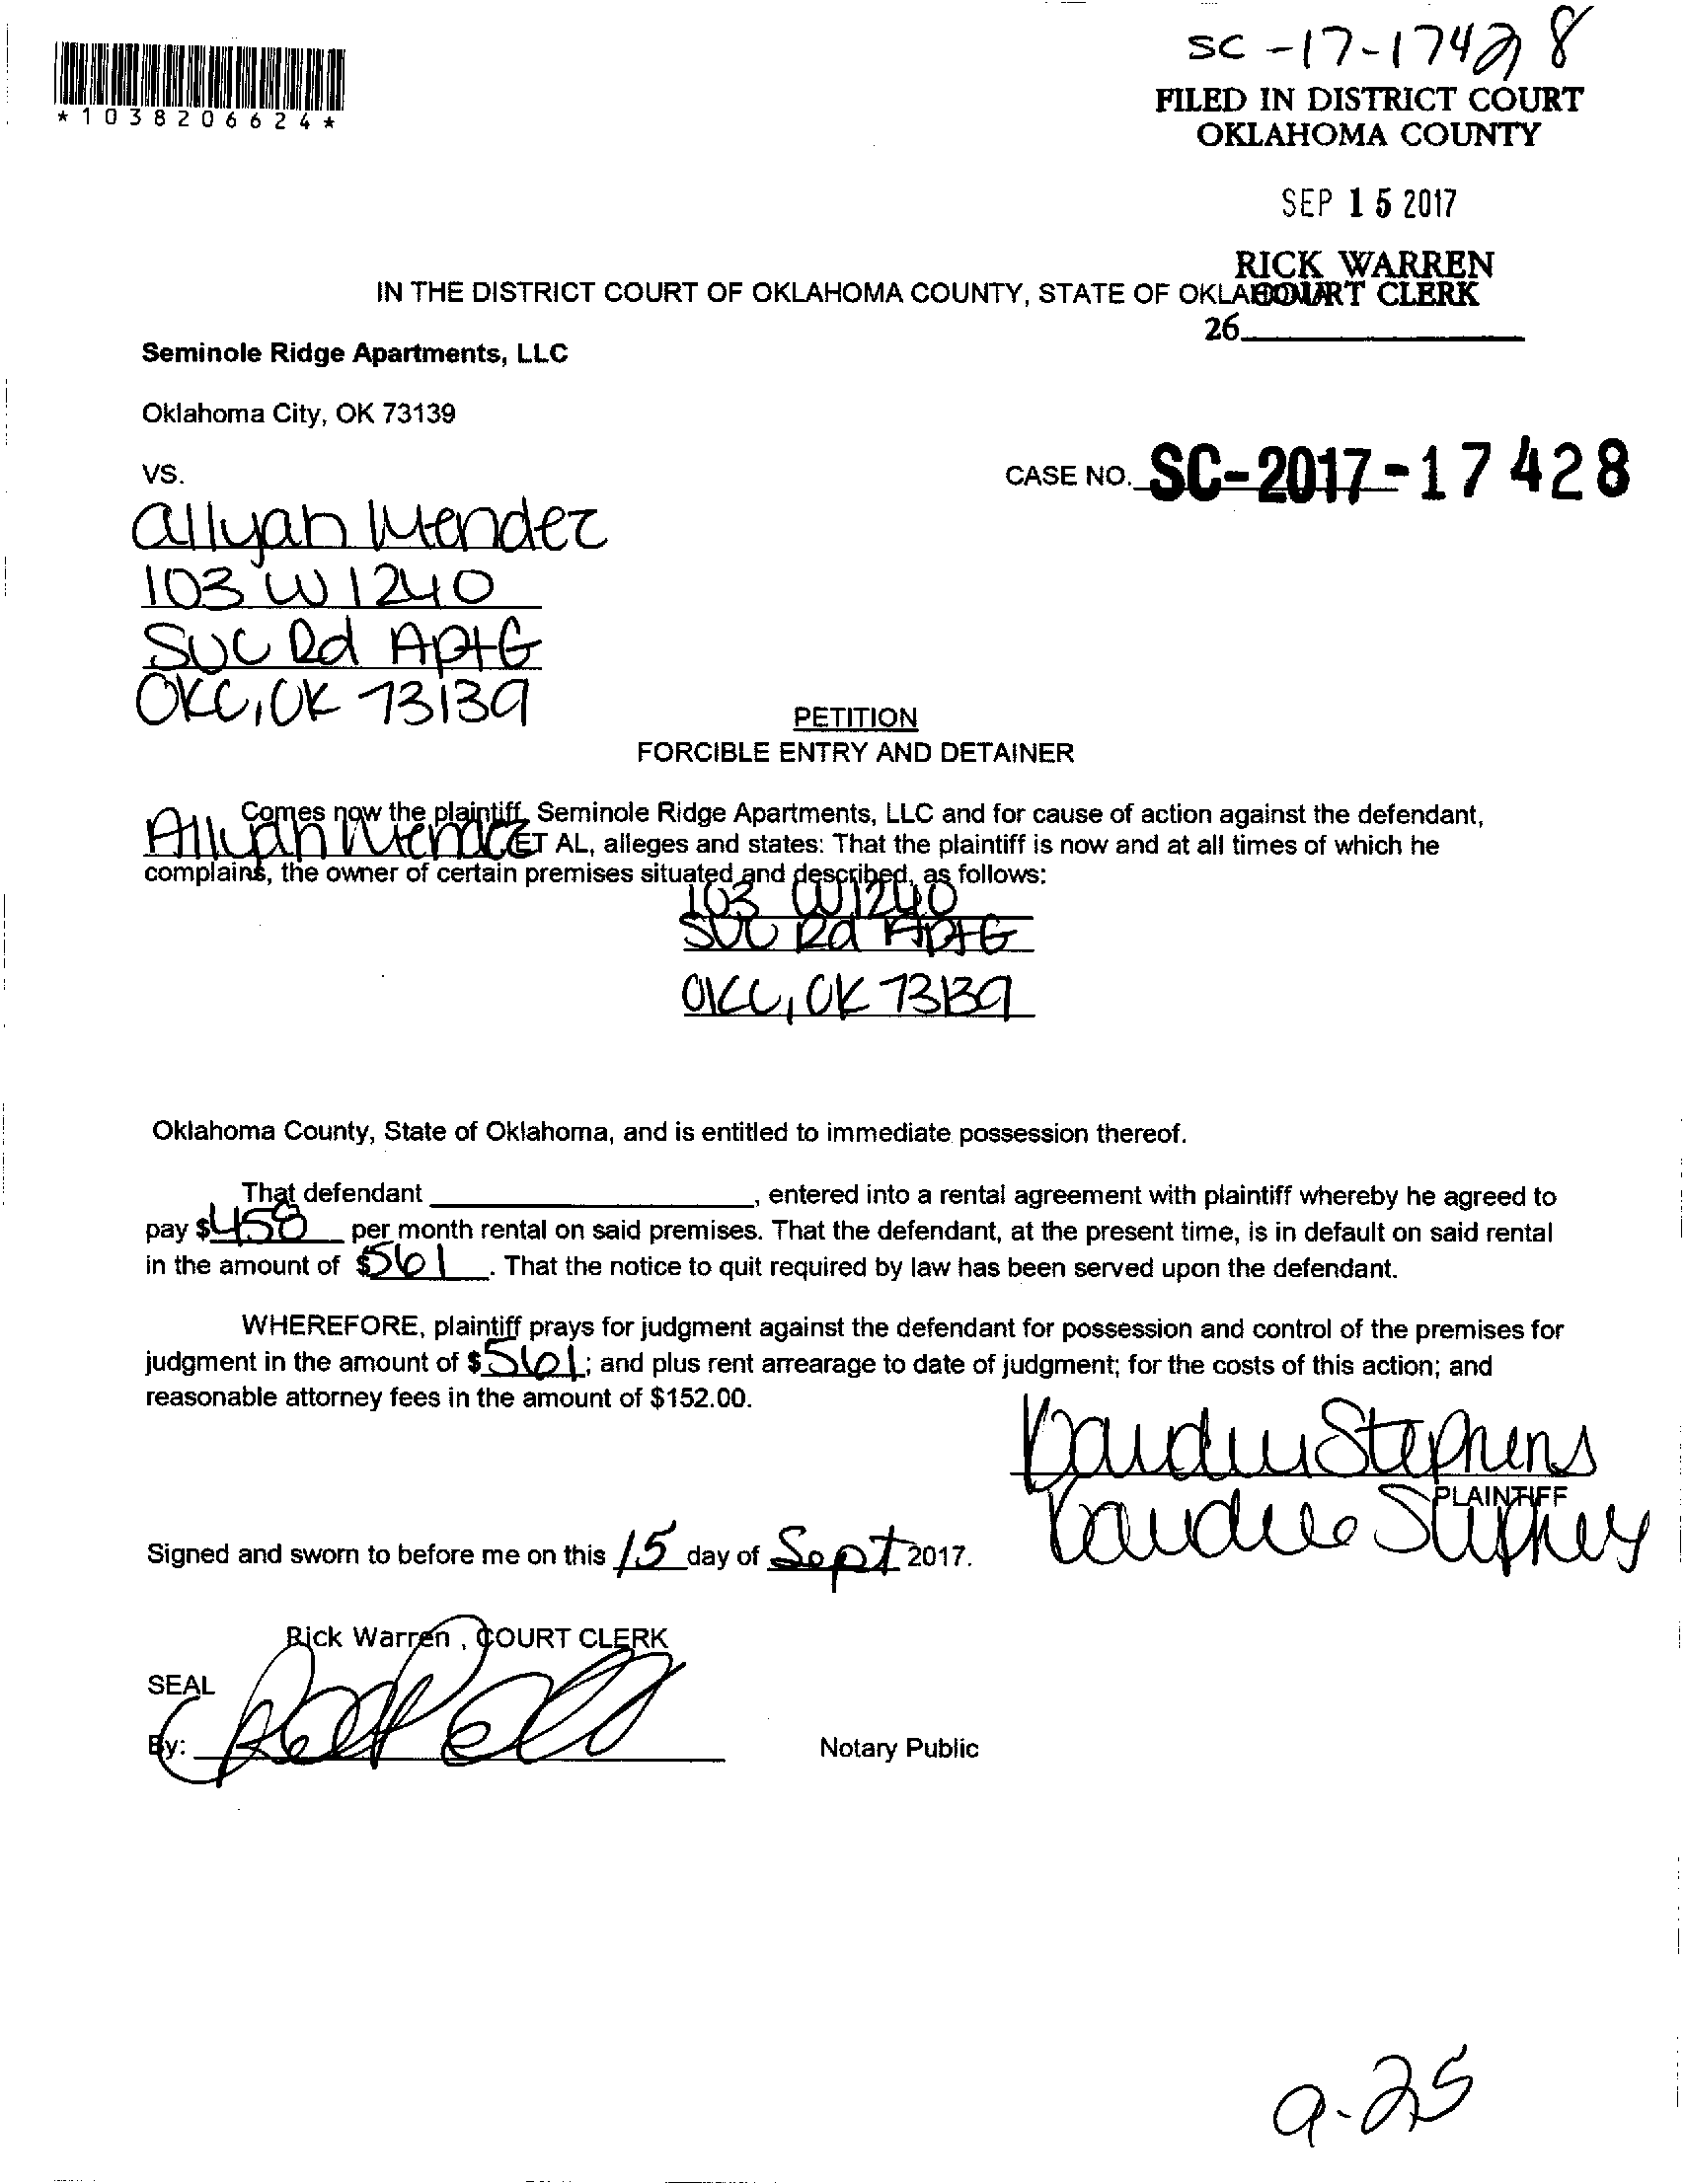 SC-17-17428
*1038206624*
FILED IN DISTRICT COURT
OKLAHOMA COUNTY
SEP 15 2017
RICK WARREN
COURT CLERK
IN THE DISTRICT COURT OF OKLAHOMA COUNTY, STATE OF
26
Seminole Ridge Apartments, LLC
Oklahoma City, OK 73139
VS.
CASE NO. SC-2017-17428
Allyah Mendez
103 W 1240
SUC Rd Apt G
OKC, OK 73139
PETITION
FORCIBLE ENTRY AND DETAINER
Comes now the plaintiff, Seminole Ridge Apartments, LLC and for cause of action against the defendant,
Allyah Mendez ET AL, alleges and states: That the plaintiff is now and at all times of which he
complains, the owner of certain premises situated and described, as follows:
103 W 1240
SUC Rd Apt G
OKC, OK 73139
Oklahoma County, State of Oklahoma, and is entitled to immediate possession thereof.
That defendant , entered into a rental agreement with plaintiff whereby he agreed to
pay $458 per month rental on said premises. That the defendant, at the present time, is in default on said rental
in the amount of $561. That the notice to quit required by law has been served upon the defendant.
WHEREFORE, plaintiff prays for judgment against the defendant for possession and control of the premises for
judgment in the amount of $561; and plus rent arrearage to date of judgment; for the costs of this action; and
reasonable attorney fees in the amount of $152.00.
Stephens
PLAINTIFF
Signed and sworn to before me on this 15 day of Sept 2017.
Rick Warren , COURT CLERK
SEAL
By:
Notary Public
9-25